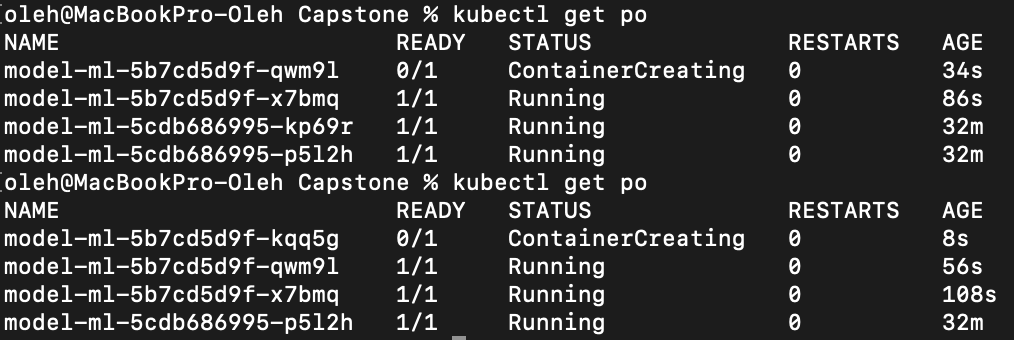 [oleh@MacBookPro-Oleh Capstone % kubectl get po
NAME READY STATUS RESTARTS AGE
model-ml-5b7cd5d9f-qwm9l 0/1 ContainerCreating 0 34s
model-ml-5b7cd5d9f-x7bmq 1/1 Running 0 86s
model-ml-5cdb686995-kp69r 1/1 Running 0 32m
model-ml-5cdb686995-p5l2h 1/1 Running 0 32m
[oleh@MacBookPro-Oleh Capstone % kubectl get po
NAME READY STATUS RESTARTS AGE
model-ml-5b7cd5d9f-kqq5g 0/1 ContainerCreating 0 8s
model-ml-5b7cd5d9f-qwm9l 1/1 Running 0 56s
model-ml-5b7cd5d9f-x7bmq 1/1 Running 0 108s
model-ml-5cdb686995-p5l2h 1/1 Running 0 32m